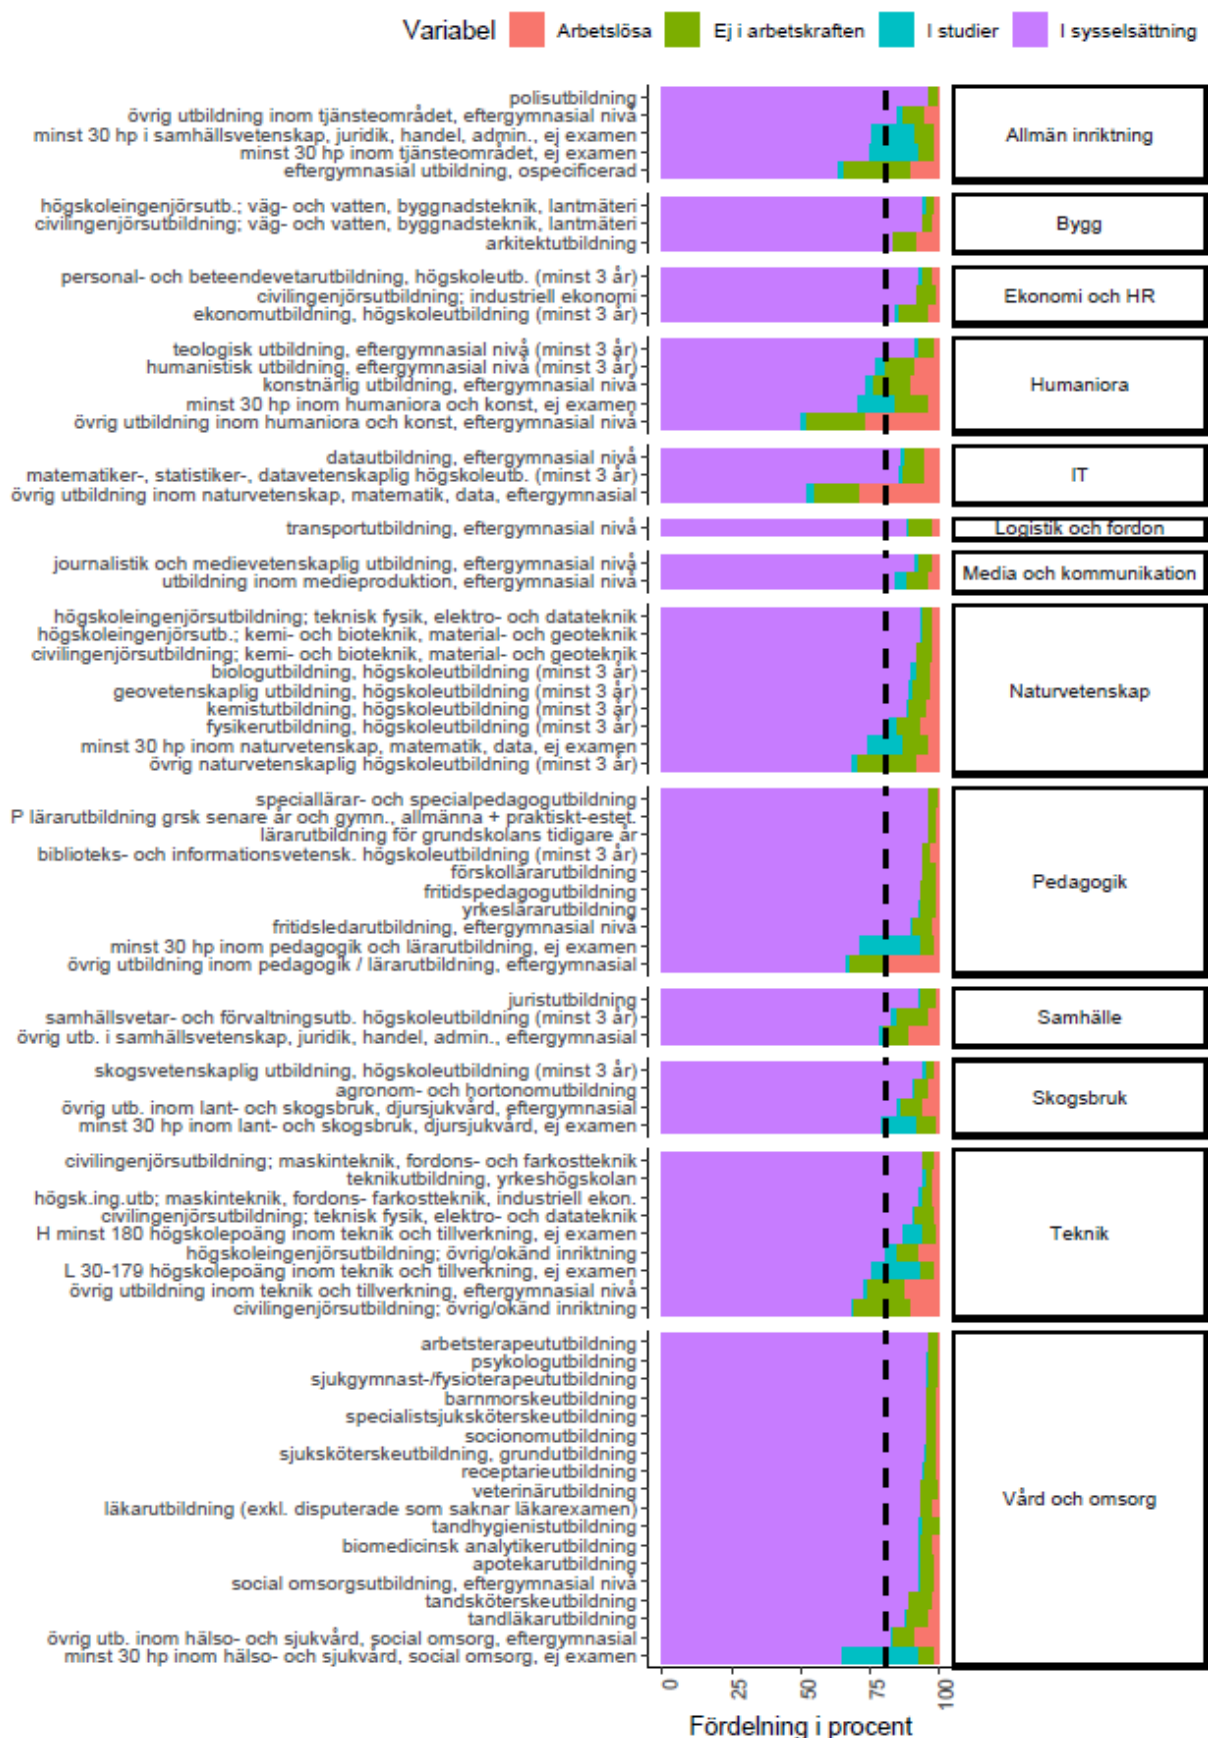 Variabel Arbetslösa Ej i arbetskraften I studier I sysselsättning
polisutbildning
övrig utbildning inom tjänsteområdet, eftergymnasial nivå
minst 30 hp i samhällsvetenskap, juridik, handel, admin., ej examen
minst 30 hp inom tjänsteområdet, ej examen
eftergymnasial utbildning, ospecificerad
Allmän inriktning
högskoleingenjörsutb.; väg- och vatten, byggnadsteknik, lantmäteri
civilingenjörsutbildning; väg- och vatten, byggnadsteknik, lantmäteri
arkitektutbildning
Bygg
personal- och beteendevetarutbildning, högskoleutb. (minst 3 år)
civilingenjörsutbildning; industriell ekonomi
ekonomutbildning, högskoleutbildning (minst 3 år)
Ekonomi och HR
teologisk utbildning, eftergymnasial nivå (minst 3 år)
humanistisk utbildning, eftergymnasial nivå (minst 3 år)
konstnärlig utbildning, eftergymnasial nivå
minst 30 hp inom humaniora och konst, ej examen
övrig utbildning inom humaniora och konst, eftergymnasial nivå
Humaniora
datautbildning, eftergymnasial nivå
matematiker-, statistiker-, datavetenskaplig högskoleutb. (minst 3 år)
övrig utbildning inom naturvetenskap, matematik, data, eftergymnasial
IT
transportutbildning, eftergymnasial nivå
Logistik och fordon
journalistik och medievetenskaplig utbildning, eftergymnasial nivå
utbildning inom medieproduktion, eftergymnasial nivå
Media och kommunikation
högskoleingenjörsutbildning; teknisk fysik, elektro- och datateknik
högskoleingenjörsutb.; kemi- och bioteknik, material- och geoteknik
civilingenjörsutbildning; kemi- och bioteknik, material- och geoteknik
biologutbildning, högskoleutbildning (minst 3 år)
geovetenskaplig utbildning, högskoleutbildning (minst 3 år)
kemistutbildning, högskoleutbildning (minst 3 år)
fysikerutbildning, högskoleutbildning (minst 3 år)
minst 30 hp inom naturvetenskap, matematik, data, ej examen
övrig naturvetenskaplig högskoleutbildning (minst 3 år)
Naturvetenskap
speciallärar- och specialpedagogutbildning
P lärarutbildning grsk senare år och gymn., allmänna + praktiskt-estet.
lärarutbildning för grundskolans tidigare år
biblioteks- och informationsvetensk. högskoleutbildning (minst 3 år)
förskollärarutbildning
fritidspedagogutbildning
yrkeslärarutbildning
fritidsledarutbildning, eftergymnasial nivå
minst 30 hp inom pedagogik och lärarutbildning, ej examen
övrig utbildning inom pedagogik / lärarutbildning, eftergymnasial
Pedagogik
juristutbildning
samhällsvetar- och förvaltningsutb. högskoleutbildning (minst 3 år)
övrig utb. i samhällsvetenskap, juridik, handel, admin., eftergymnasial
Samhälle
skogsvetenskaplig utbildning, högskoleutbildning (minst 3 år)
agronom- och hortonomutbildning
övrig utb. inom lant- och skogsbruk, djursjukvård, eftergymnasial
minst 30 hp inom lant- och skogsbruk, djursjukvård, ej examen
Skogsbruk
civilingenjörsutbildning; maskinteknik, fordons- och farkostteknik
teknikutbildning, yrkeshögskolan
högsk.ing.utb; maskinteknik, fordons- farkostteknik, industriell ekon.
civilingenjörsutbildning; teknisk fysik, elektro- och datateknik
H minst 180 högskolepoäng inom teknik och tillverkning, ej examen
högskoleingenjörsutbildning; övrig/okänd inriktning
L 30-179 högskolepoäng inom teknik och tillverkning, ej examen
övrig utbildning inom teknik och tillverkning, eftergymnasial nivå
civilingenjörsutbildning; övrig/okänd inriktning
Teknik
arbetsterapeututbildning
psykologutbildning
sjukgymnast-/fysioterapeututbildning
barnmorskeutbildning
specialistsjuksköterskeutbildning
socionomutbildning
sjuksköterskeutbildning, grundutbildning
receptarieutbildning
veterinärutbildning
läkarutbildning (exkl. disputerade som saknar läkarexamen)
tandhygienistutbildning
biomedicinsk analytikerutbildning
apotekarutbildning
social omsorgsutbildning, eftergymnasial nivå
tandsköterskeutbildning
tandläkarutbildning
övrig utb. inom hälso- och sjukvård, social omsorg, eftergymnasial
minst 30 hp inom hälso- och sjukvård, social omsorg, ej examen
Vård och omsorg
0 25 50 75 100
Fördelning i procent